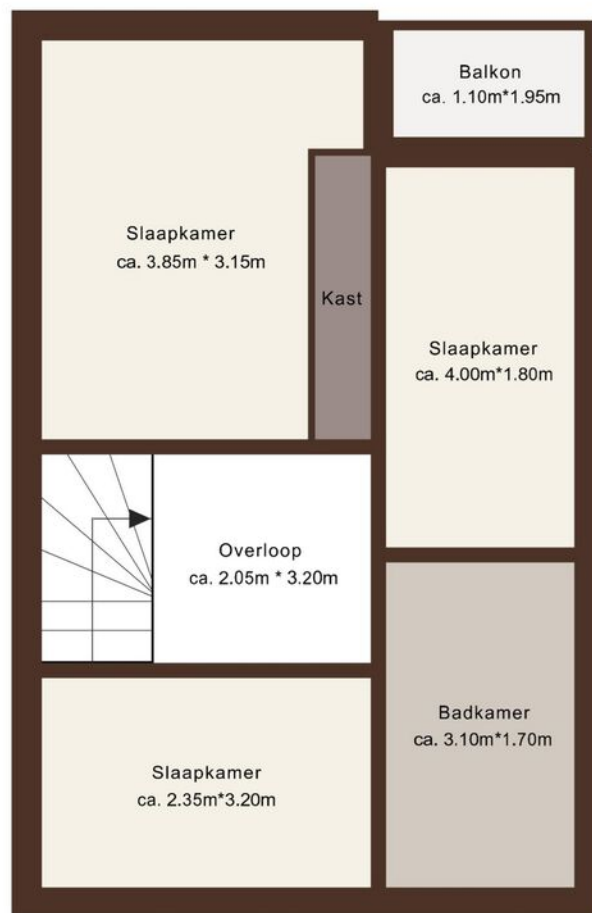 Balkon
ca. 1.10m*1.95m
Slaapkamer
ca. 3.85m * 3.15m
Kast
Slaapkamer
ca. 4.00m*1.80m
Overloop
ca. 2.05m * 3.20m
Badkamer
ca. 3.10m*1.70m
Slaapkamer
ca. 2.35m*3.20m